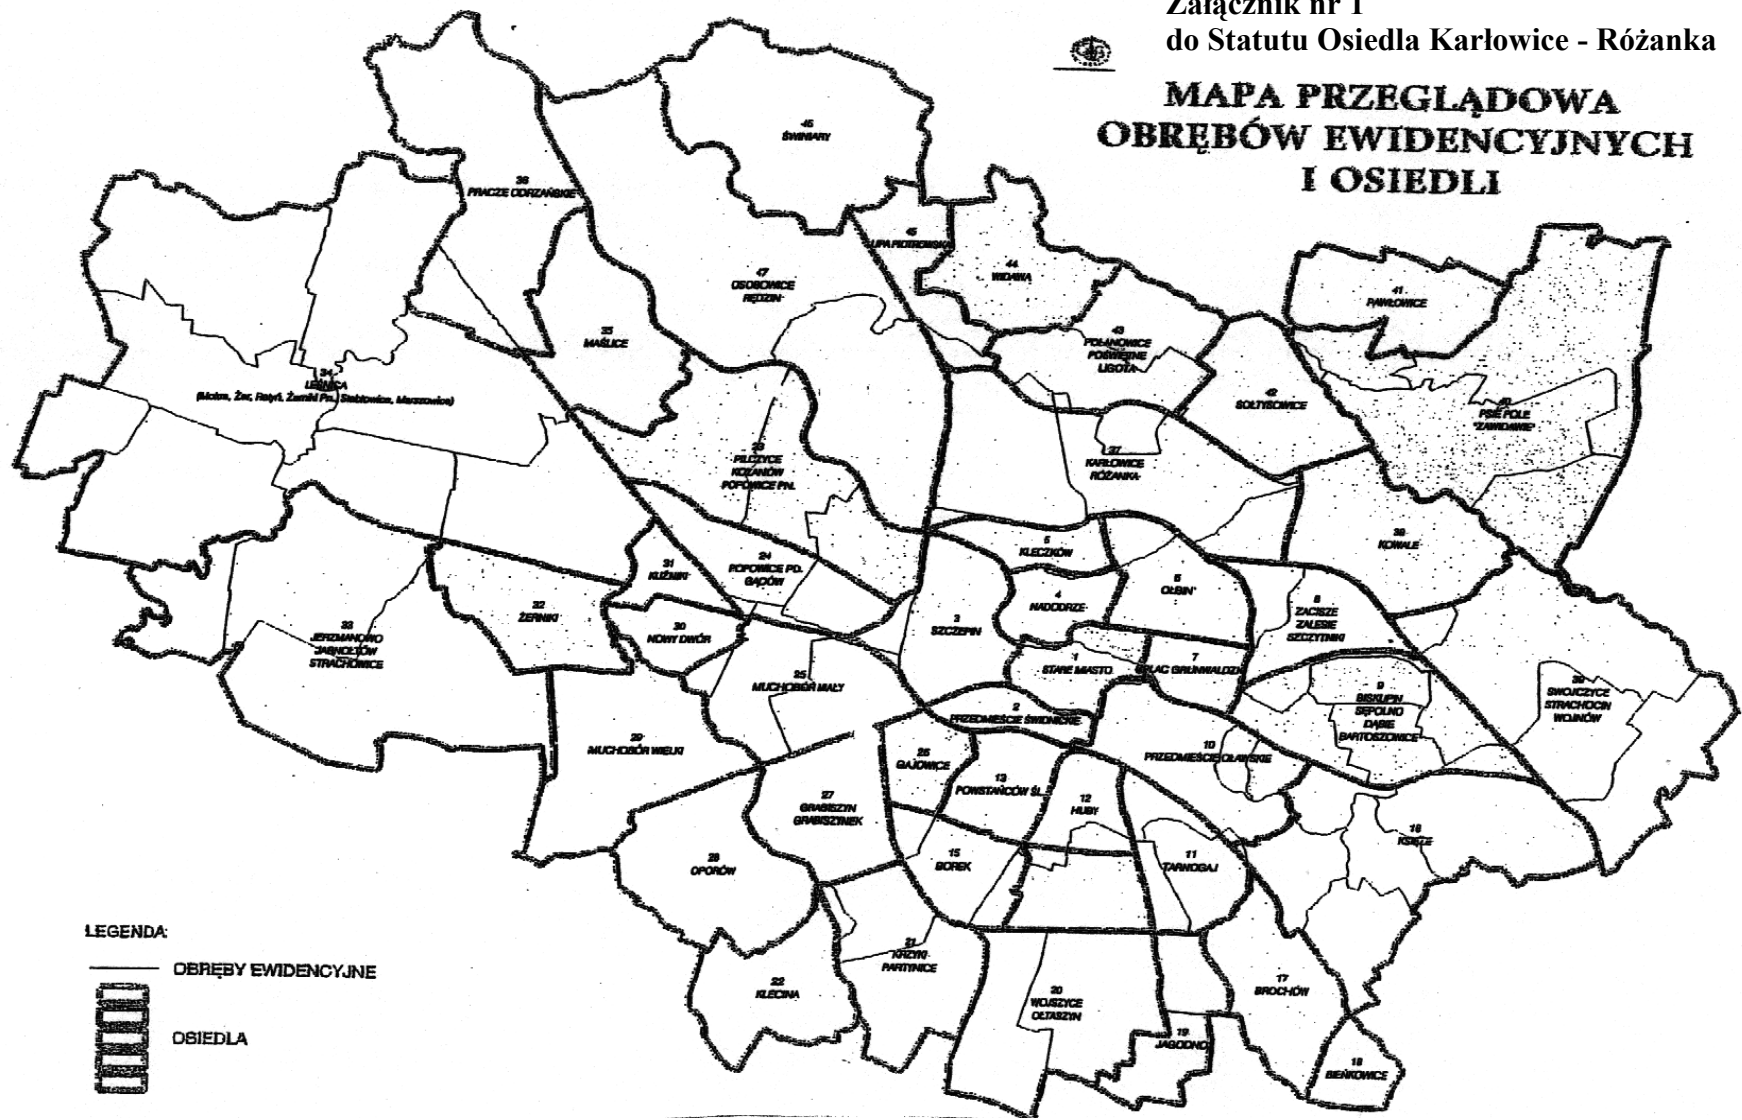 Załącznik nr 1
do Statutu Osiedla Karłowice - Różanka
MAPA PRZEGLĄDOWA
OBRĘBÓW EWIDENCYJNYCH
I OSIEDLI
46
ŚWINIARY
36
PRACZE ODRZAŃSKIE
45
LIPA PIOTROWSKA
44
WIDAWA
47
OSOBOWICE
RĘDZIN
41
PAWŁOWICE
35
MAŚLICE
43
POLANOWICE
POŚWIĘTNE
LIGOTA
34
LEŚNICA
42
SOŁTYSOWICE
PSIE POLE
"ZAWIDAWIE"
PILCZYCE
KOZANÓW
POPOWICE PN.
37
KARŁOWICE
RÓŻANKA
KOWALE
5
KLECZKÓW
24
POPOWICE PD.
GĄDÓW
31
KUŹNIKI
6
OŁBIN
4
NADODRZE
32
ŻERNIKI
8
ZACISZE
ZALESIE
SZCZYTNIKI
3
SZCZEPIN
30
NOWY DWÓR
33
JERZMANOWO
JARNOŁTÓW
STRACHOWICE
1
STARE MIASTO
7
PLAC GRUNWALDZKI
25
MUCHOBÓR MAŁY
9
BISKUPIN
SĘPOLNO
DĄBIE
BARTOSZOWICE
SWOJCZYCE
STRACHOCIN
WOJNÓW
2
PRZEDMIEŚCIE ŚWIDNICKIE
29
MUCHOBÓR WIELKI
26
GAJOWICE
10
PRZEDMIEŚCIE OŁAWSKIE
13
POWSTAŃCÓW ŚL.
27
GRABISZYN
GRABISZYNEK
12
HUBY
KSIĘŻE
28
OPORÓW
15
BOREK
11
TARNOGAJ
21
KRZYKI
PARTYNICE
22
KLECINA
20
WOJSZYCE
OŁTASZYN
17
BROCHÓW
19
JAGODNO
18
BIEŃKOWICE
LEGENDA:
OBRĘBY EWIDENCYJNE
OSIEDLA